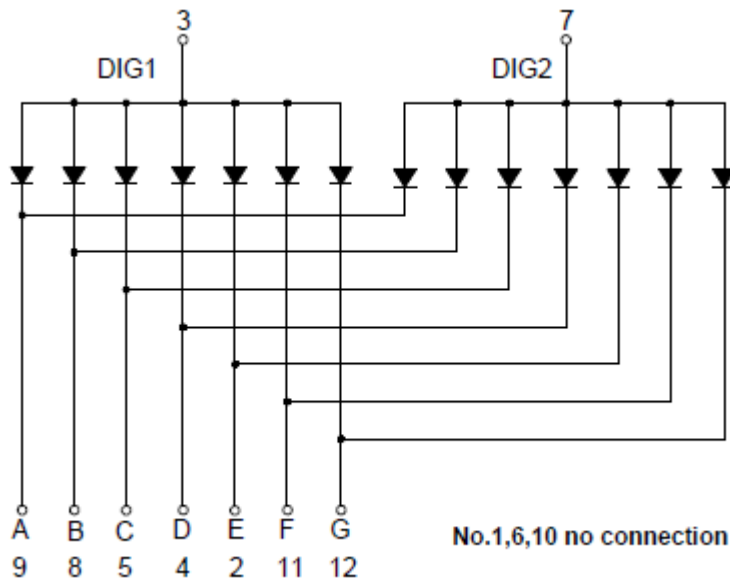 3 7
DIG1 DIG2
A B C D E F G
No.1,6,10 no connection
9 8 5 4 2 11 12